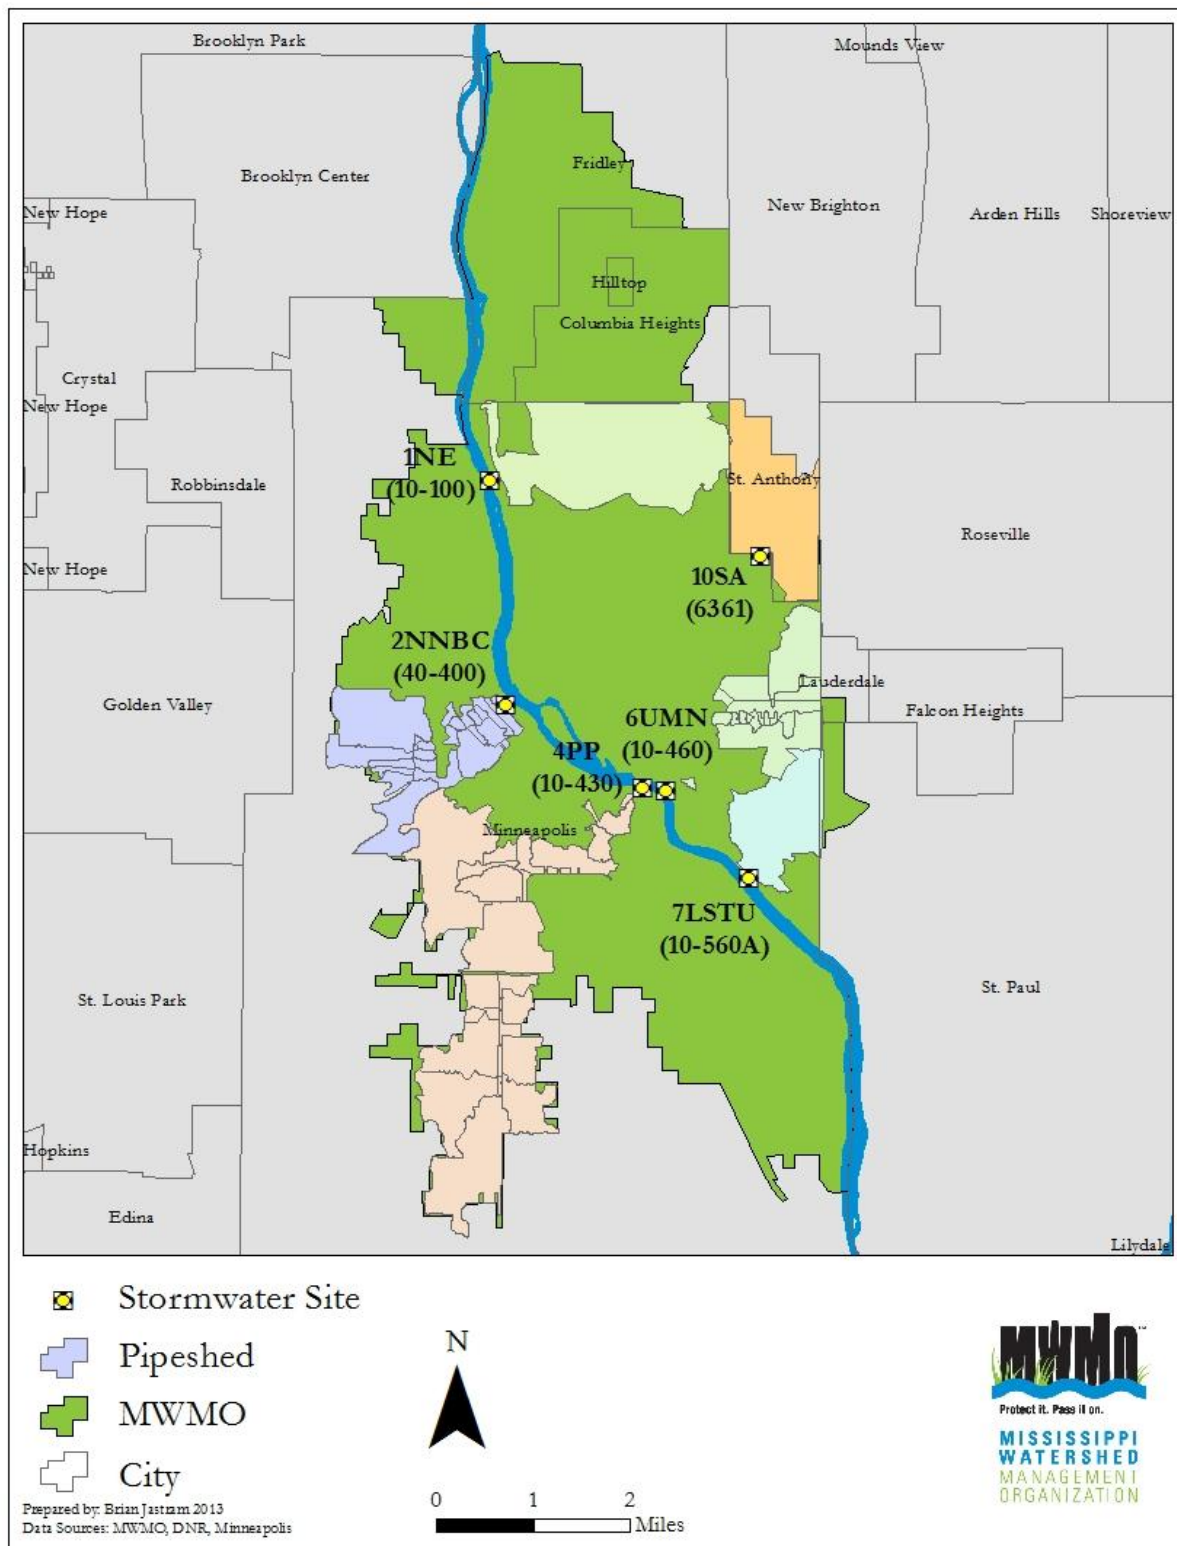 Brooklyn Park
Mounds View
Fridley
Brooklyn Center
New Brighton
Arden Hills
Shoreview
New Hope
Hilltop
Columbia Heights
Crystal
New Hope
1NE
(10-100)
Robbinsdale
St. Anthony
Roseville
New Hope
10SA
(6361)
2NNBC
(40-400)
Lauderdale
Golden Valley
Falcon Heights
6UMN
(10-460)
4PP
(10-430)
Minneapolis
7LSTU
(10-560A)
St. Louis Park
St. Paul
Hopkins
Edina
Lilydale
Stormwater Site
Pipeshed
MWMO
City
Prepared by: Brian Jastram 2013
Data Sources: MWMO, DNR, Minneapolis
N
0 1 2
Miles
MWMO™
Protect it. Pass it on.
MISSISSIPPI
WATERSHED
MANAGEMENT
ORGANIZATION